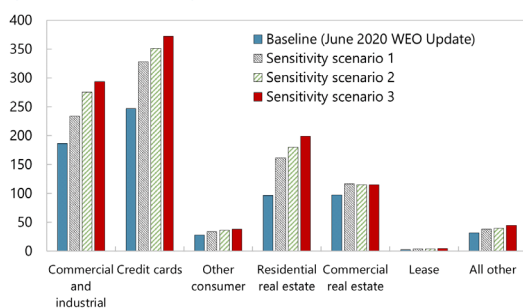 400
350
300
250
200
150
100
50
0
Baseline (June 2020 WEO Update)
Sensitivity scenario 1
Sensitivity scenario 2
Sensitivity scenario 3
Commercial and industrial
Credit cards
Other consumer
Residential real estate
Commercial real estate
Lease
All other